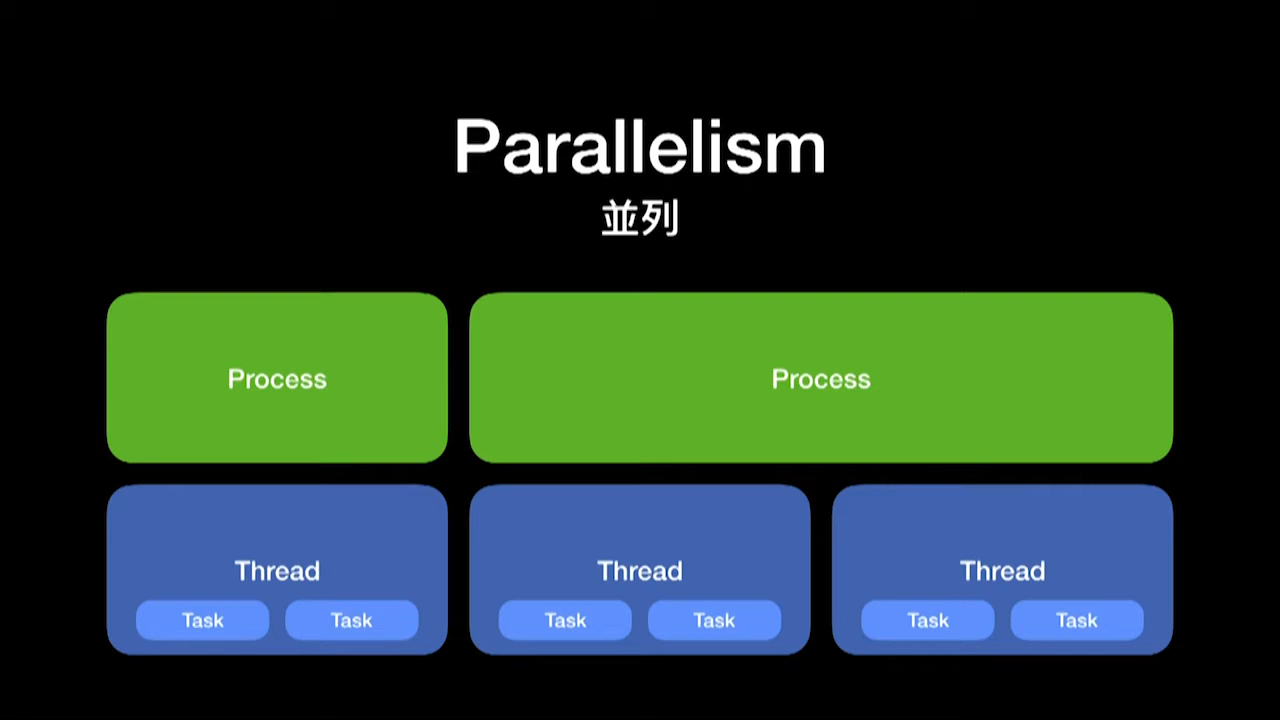 Parallelism
並列
Process
Process
Thread
Thread
Thread
Task
Task
Task
Task
Task
Task